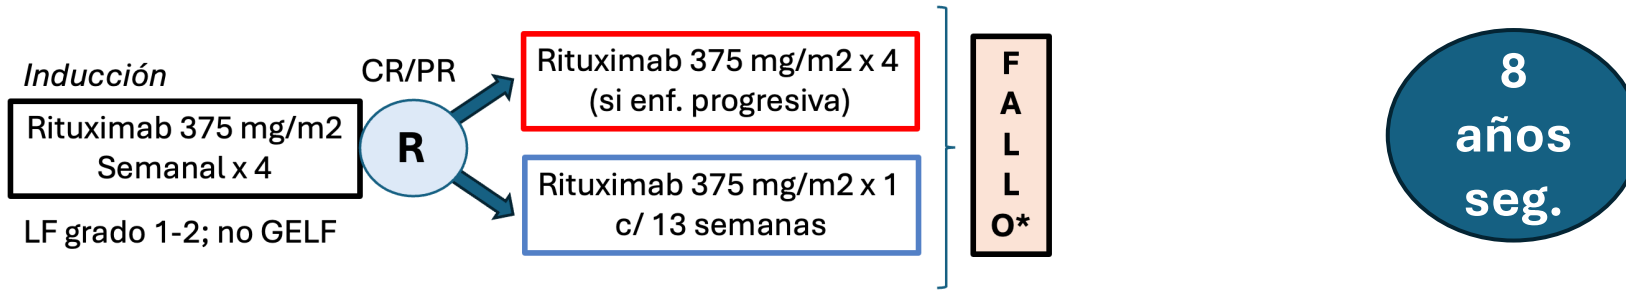 Inducción
Rituximab 375 mg/m2
Semanal x 4
LF grado 1-2; no GELF
CR/PR
R
Rituximab 375 mg/m2 x 4
(si enf. progresiva)
Rituximab 375 mg/m2 x 1
c/ 13 semanas
F
A
L
L
O*
8
años
seg.